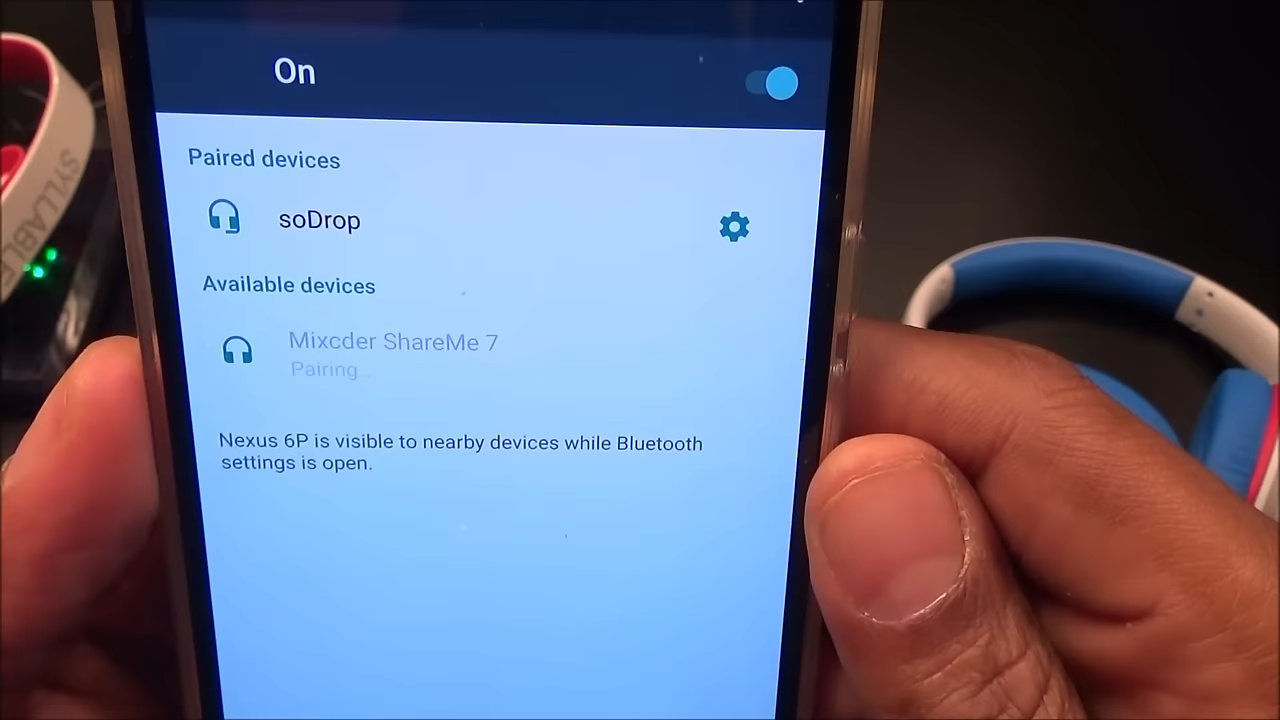 On
Paired devices
soDrop
Available devices
Mixcder ShareMe 7
Pairing...
Nexus 6P is visible to nearby devices while Bluetooth
settings is open.
SYLLABLE